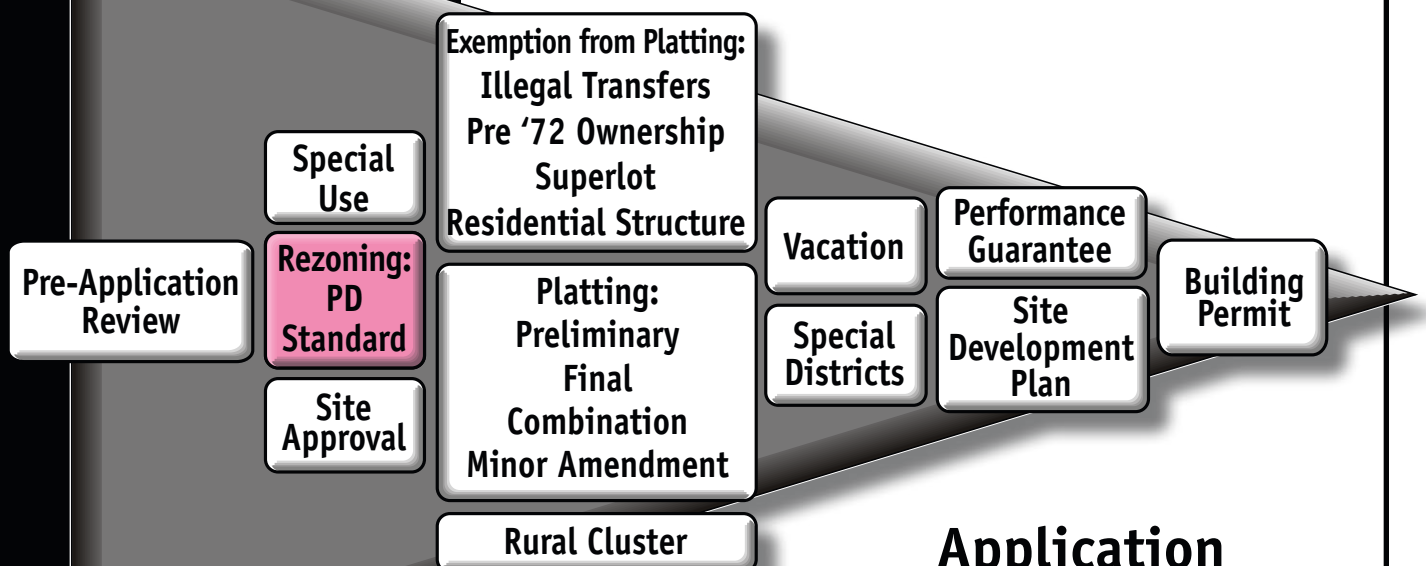 Pre-Application
Review
Special
Use
Rezoning:
PD
Standard
Site
Approval
Exemption from Platting:
Illegal Transfers
Pre ‘72 Ownership
Superlot
Residential Structure
Platting:
Preliminary
Final
Combination
Minor Amendment
Rural Cluster
Vacation
Special
Districts
Performance
Guarantee
Site
Development
Plan
Building
Permit
Application